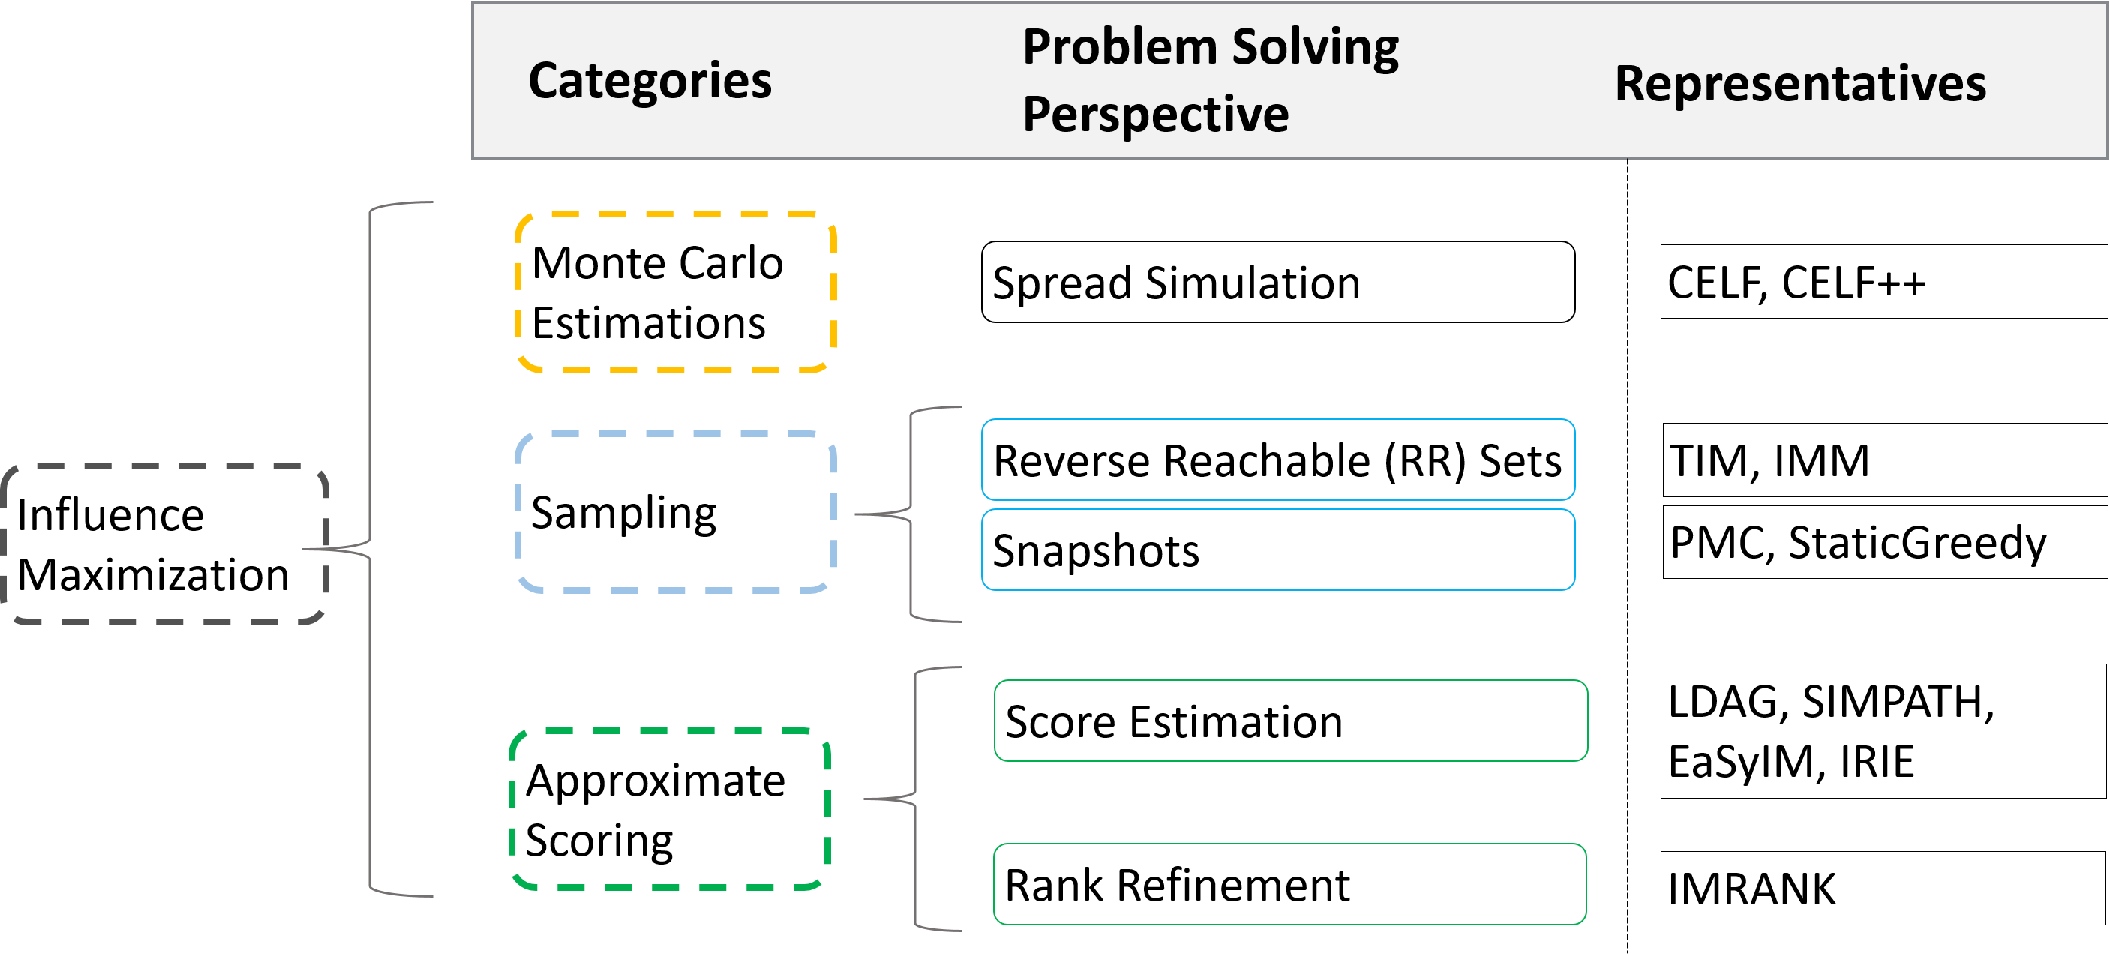 Categories
Problem Solving
Perspective
Representatives
Influence
Maximization
Monte Carlo
Estimations
Spread Simulation
CELF, CELF++
Sampling
Reverse Reachable (RR) Sets
TIM, IMM
Snapshots
PMC, StaticGreedy
Approximate
Scoring
Score Estimation
LDAG, SIMPATH,
EaSyIM, IRIE
Rank Refinement
IMRANK